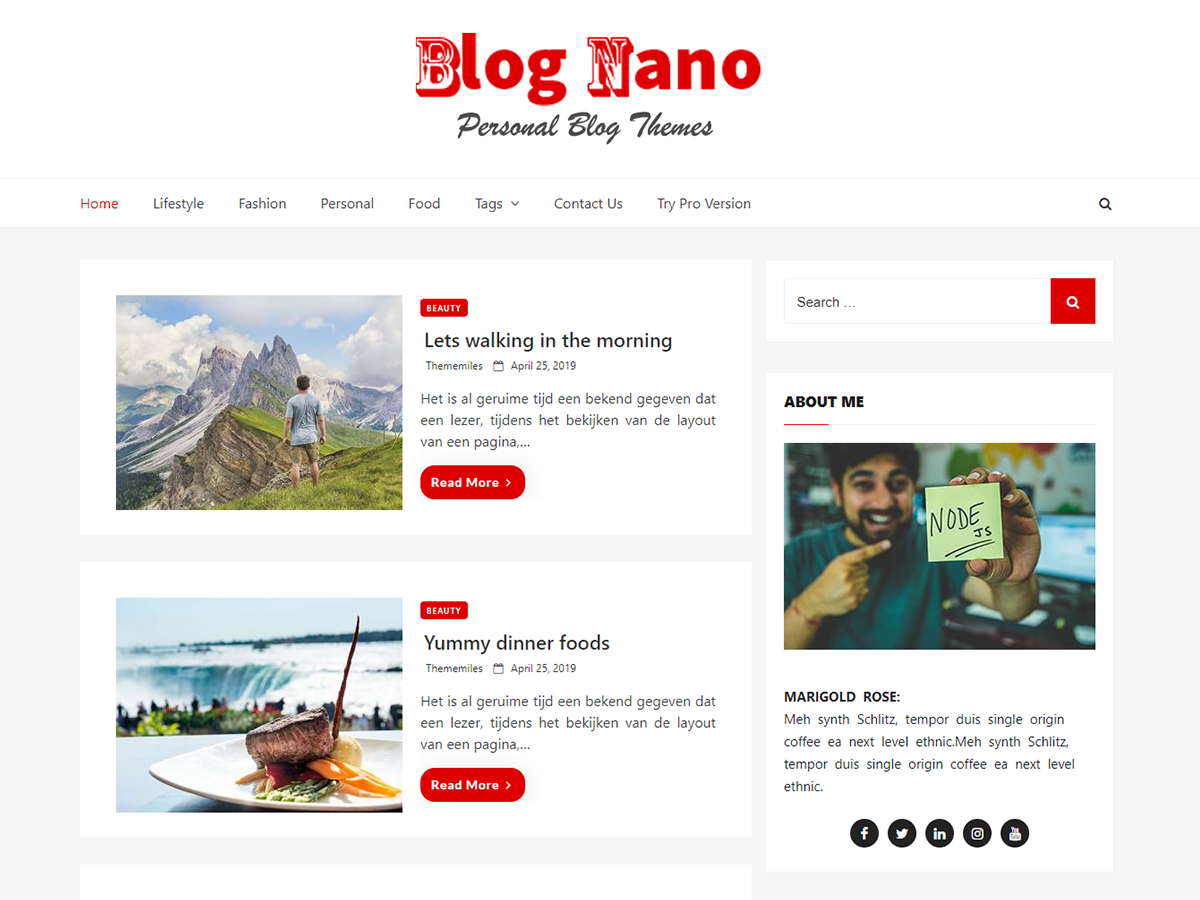 Blog Nano
Personal Blog Themes
Home Lifestyle Fashion Personal Food Tags Contact Us Try Pro Version
BEAUTY
Lets walking in the morning
Thememiles April 25, 2019
Het is al geruime tijd een bekend gegeven dat
een lezer, tijdens het bekijken van de layout
van een pagina,...
Read More
BEAUTY
Yummy dinner foods
Thememiles April 25, 2019
Het is al geruime tijd een bekend gegeven dat
een lezer, tijdens het bekijken van de layout
van een pagina,...
Read More
Search …
ABOUT ME
NODE
JS
MARIGOLD ROSE:
Meh synth Schlitz, tempor duis single origin
coffee ea next level ethnic.Meh synth Schlitz,
tempor duis single origin coffee ea next level
ethnic.